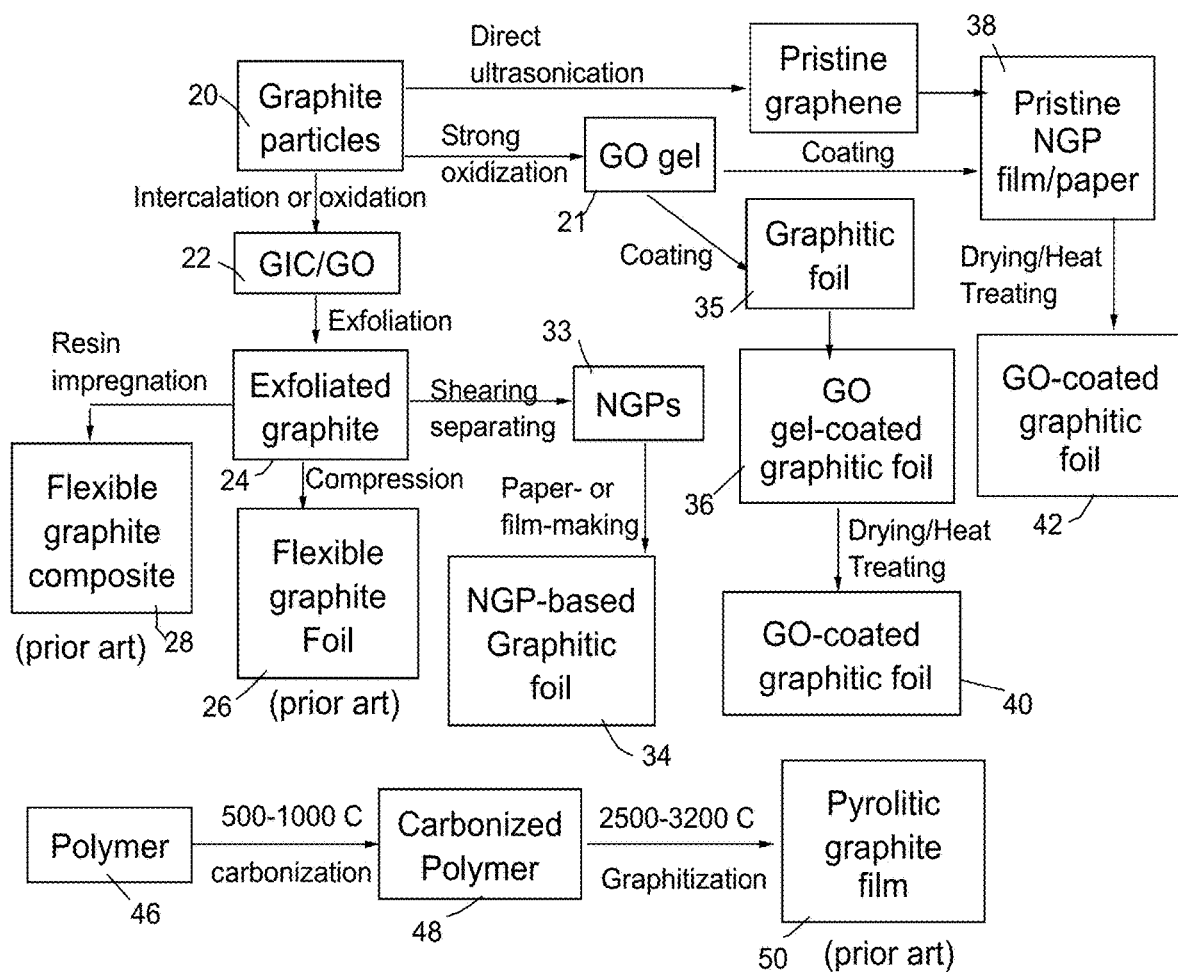 Direct
ultrasonication
38
20
Graphite
particles
Pristine
graphene
Pristine
NGP
film/paper
Strong
oxidization
GO gel
Coating
21
Intercalation or oxidation
22
GIC/GO
Coating
Graphitic
foil
35
Drying/Heat
Treating
Exfoliation
Resin
impregnation
33
Exfoliated
graphite
24
Shearing
separating
NGPs
GO
gel-coated
graphitic foil
36
GO-coated
graphitic
foil
42
Compression
Paper- or
film-making
Flexible
graphite
composite
28
(prior art)
Flexible
graphite
Foil
26
(prior art)
Drying/Heat
Treating
NGP-based
Graphitic
foil
34
GO-coated
graphitic foil
40
Polymer
46
500-1000 C
carbonization
Carbonized
Polymer
48
2500-3200 C
Graphitization
Pyrolitic
graphite
film
50
(prior art)